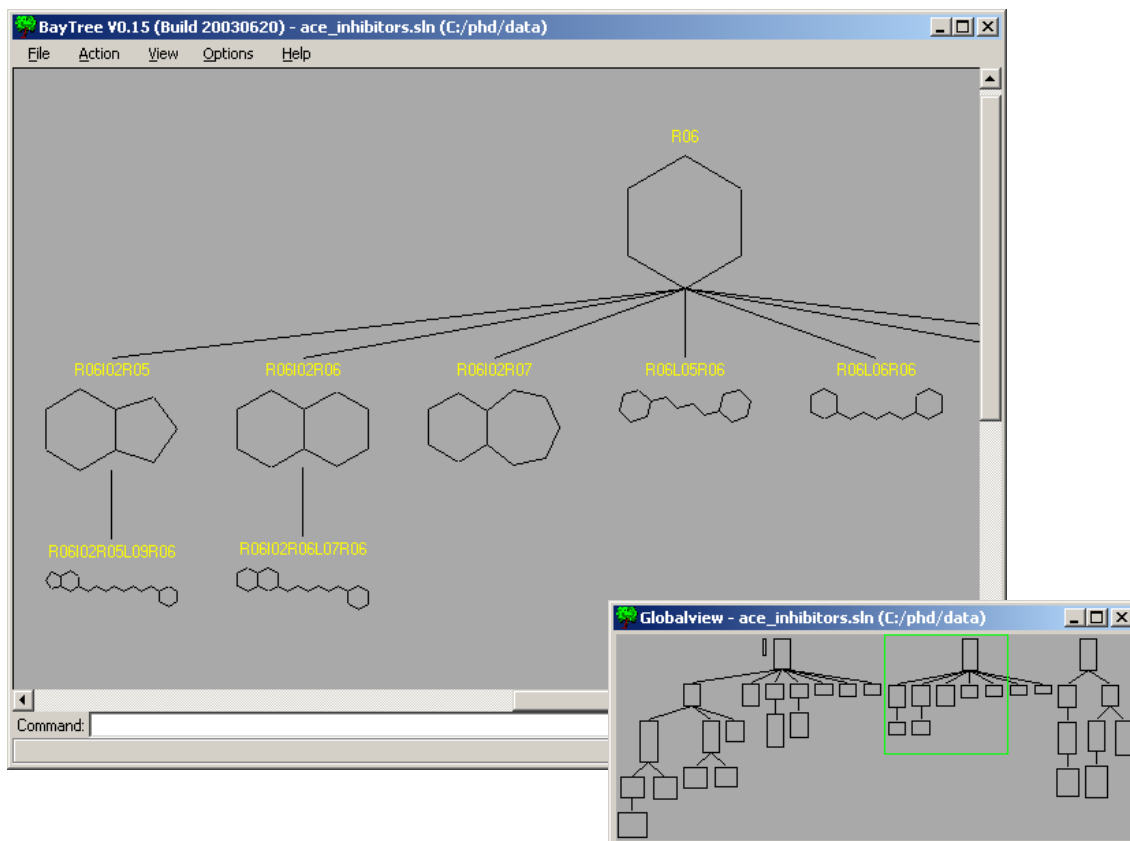 BayTree V0.15 (Build 20030620) - ace_inhibitors.sln (C:/phd/data)
File Action View Options Help
R06
R06I02R05 R06I02R06 R06I02R07 R06L05R06 R06L06R06
R06I02R05L09R06 R06I02R06L07R06
Globalview - ace_inhibitors.sln (C:/phd/data)
Command: